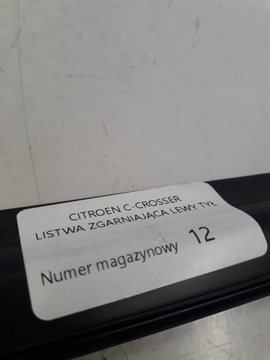 CITROEN C-CROSSER
LISTWA ZGARNIAJĄCA LEWY TYŁ
Numer magazynowy 12